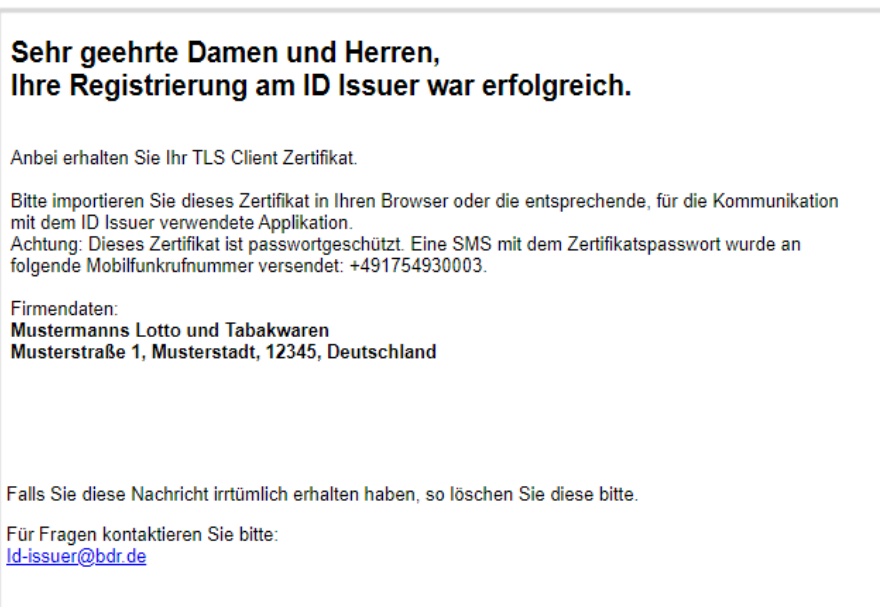 Sehr geehrte Damen und Herren,
Ihre Registrierung am ID Issuer war erfolgreich.
Anbei erhalten Sie Ihr TLS Client Zertifikat.
Bitte importieren Sie dieses Zertifikat in Ihren Browser oder die entsprechende, für die Kommunikation
mit dem ID Issuer verwendete Applikation.
Achtung: Dieses Zertifikat ist passwortgeschützt. Eine SMS mit dem Zertifikatspasswort wurde an
folgende Mobilfunkrufnummer versendet: +491754930003.
Firmendaten:
Mustermanns Lotto und Tabakwaren
Musterstraße 1, Musterstadt, 12345, Deutschland
Falls Sie diese Nachricht irrtümlich erhalten haben, so löschen Sie diese bitte.
Für Fragen kontaktieren Sie bitte:
Id-issuer@bdr.de